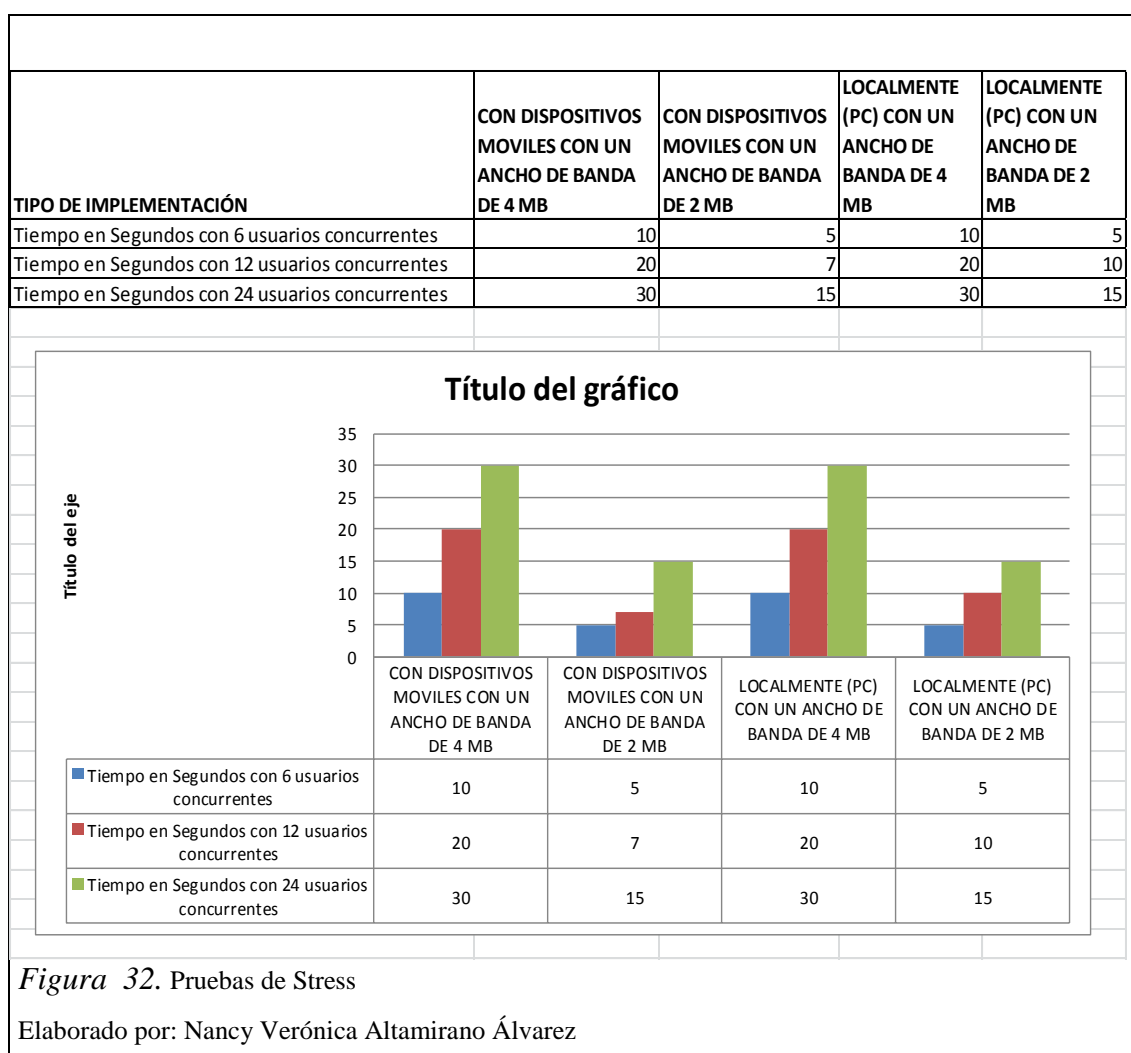 TIPO DE IMPLEMENTACIÓN
CON DISPOSITIVOS
MOVILES CON UN
ANCHO DE BANDA
DE 4 MB
CON DISPOSITIVOS
MOVILES CON UN
ANCHO DE BANDA
DE 2 MB
LOCALMENTE
(PC) CON UN
ANCHO DE
BANDA DE 4
MB
LOCALMENTE
(PC) CON UN
ANCHO DE
BANDA DE 2
MB
Tiempo en Segundos con 6 usuarios concurrentes 10 5 10 5
Tiempo en Segundos con 12 usuarios concurrentes 20 7 20 10
Tiempo en Segundos con 24 usuarios concurrentes 30 15 30 15
Título del gráfico
Título del eje
35
30
25
20
15
10
5
0
CON DISPOSITIVOS
MOVILES CON UN
ANCHO DE BANDA
DE 4 MB
CON DISPOSITIVOS
MOVILES CON UN
ANCHO DE BANDA
DE 2 MB
LOCALMENTE (PC)
CON UN ANCHO DE
BANDA DE 4 MB
LOCALMENTE (PC)
CON UN ANCHO DE
BANDA DE 2 MB
Tiempo en Segundos con 6 usuarios
concurrentes
10 5 10 5
Tiempo en Segundos con 12 usuarios
concurrentes
20 7 20 10
Tiempo en Segundos con 24 usuarios
concurrentes
30 15 30 15
Figura 32. Pruebas de Stress
Elaborado por: Nancy Verónica Altamirano Álvarez